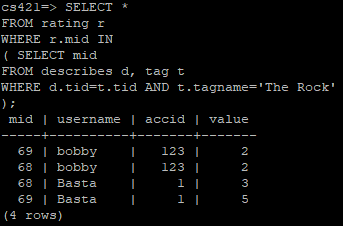 cs421=> SELECT *
FROM rating r
WHERE r.mid IN
( SELECT mid
FROM describes d, tag t
WHERE d.tid=t.tid AND t.tagname='The Rock'
);
 mid | username | accid | value
-----+----------+-------+-------
  69 | bobby    |   123 |     2
  68 | bobby    |   123 |     2
  68 | Basta    |     1 |     3
  69 | Basta    |     1 |     5
(4 rows)